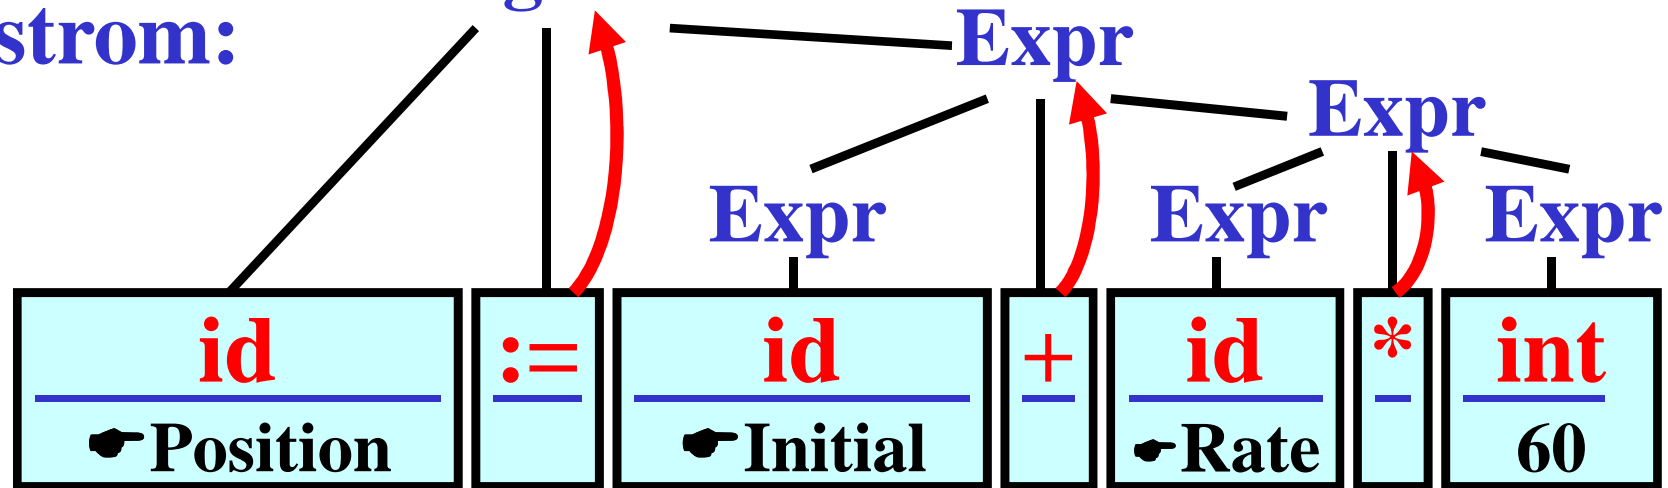 strom:
Expr
Expr
Expr Expr Expr
id := id + id * int
☛Position ☛Initial ☛Rate 60